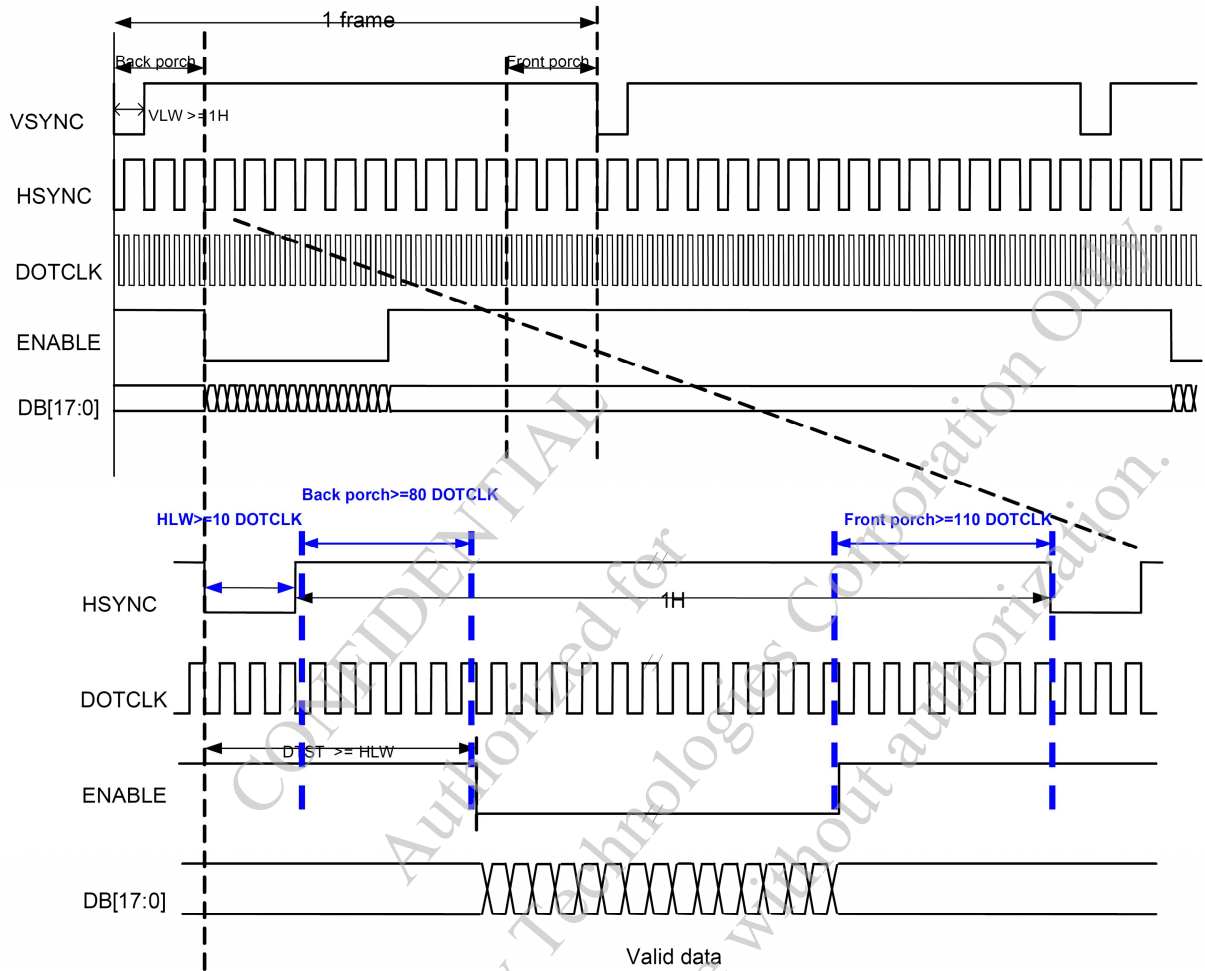 1 frame
Back porch
Front porch
VLW >= 1H
VSYNC
HSYNC
DOTCLK
ENABLE
DB[17:0]
Back porch>=80 DOTCLK
HLW>=10 DOTCLK
Front porch>=110 DOTCLK
HSYNC
1H
DOTCLK
DTST >= HLW
ENABLE
DB[17:0]
Valid data
CONFIDENTIAL
Authorized for
Technologies Corporation Only.
without authorization.